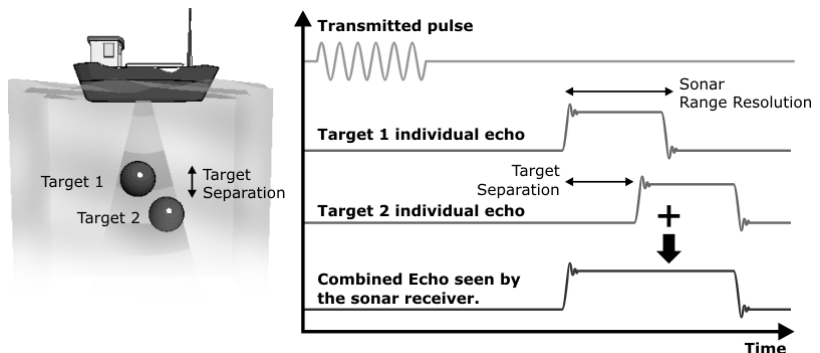 Transmitted pulse
Sonar
Range Resolution
Target 1 individual echo
Target 1
Target
Separation
Target 2
Target
Separation
Target 2 individual echo
+
Combined Echo seen by
the sonar receiver.
Time